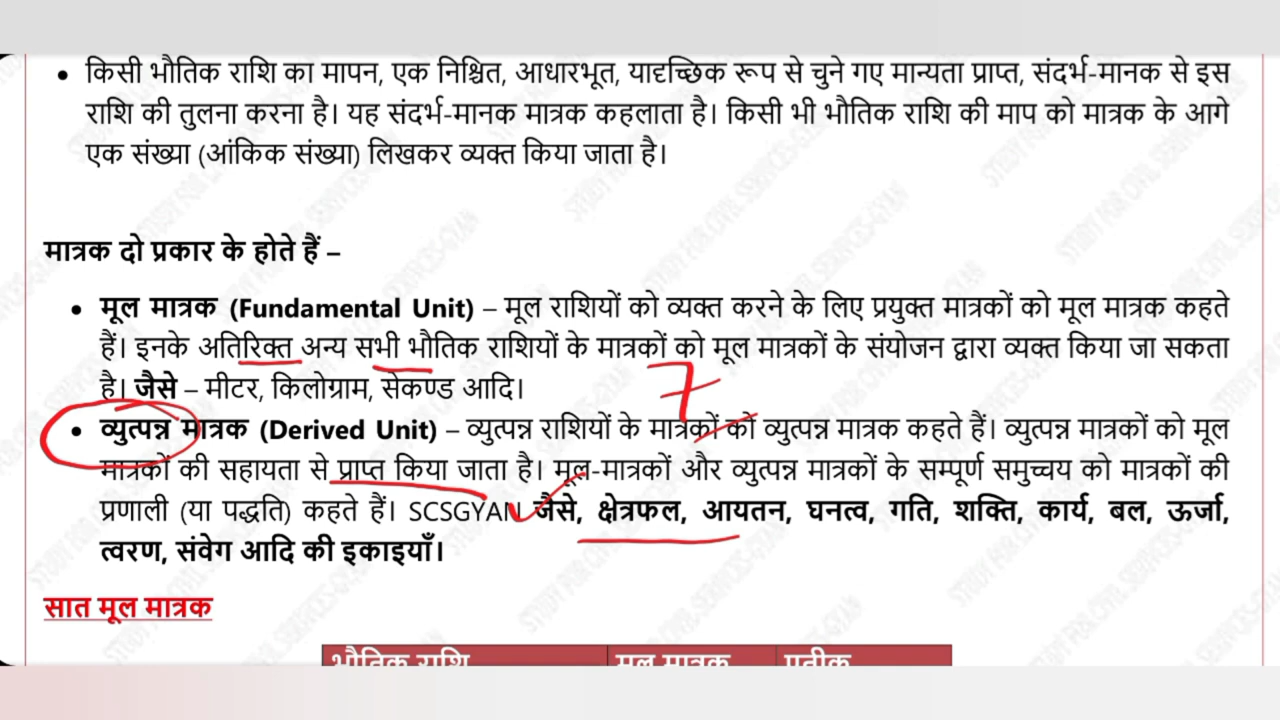 • किसी भौतिक राशि का मापन, एक निश्चित, आधारभूत, यादृच्छिक रूप से चुने गए मान्यता प्राप्त, संदर्भ-मानक से इस
राशि की तुलना करना है। यह संदर्भ-मानक मात्रक कहलाता है। किसी भी भौतिक राशि की माप को मात्रक के आगे
एक संख्या (आंकिक संख्या) लिखकर व्यक्त किया जाता है।
मात्रक दो प्रकार के होते हैं –
• मूल मात्रक (Fundamental Unit) – मूल राशियों को व्यक्त करने के लिए प्रयुक्त मात्रकों को मूल मात्रक कहते
हैं। इनके अतिरिक्त अन्य सभी भौतिक राशियों के मात्रकों को मूल मात्रकों के संयोजन द्वारा व्यक्त किया जा सकता
है। जैसे – मीटर, किलोग्राम, सेकण्ड आदि।
7
• व्युत्पन्न मात्रक (Derived Unit) – व्युत्पन्न राशियों के मात्रकों को व्युत्पन्न मात्रक कहते हैं। व्युत्पन्न मात्रकों को मूल
मात्रकों की सहायता से प्राप्त किया जाता है। मूल-मात्रकों और व्युत्पन्न मात्रकों के सम्पूर्ण समुच्चय को मात्रकों की
प्रणाली (या पद्धति) कहते हैं। SCSGYAN जैसे, क्षेत्रफल, आयतन, घनत्व, गति, शक्ति, कार्य, बल, ऊर्जा,
त्वरण, संवेग आदि की इकाइयाँ।
सात मूल मात्रक
भौतिक राशि मूल मात्रक प्रतीक